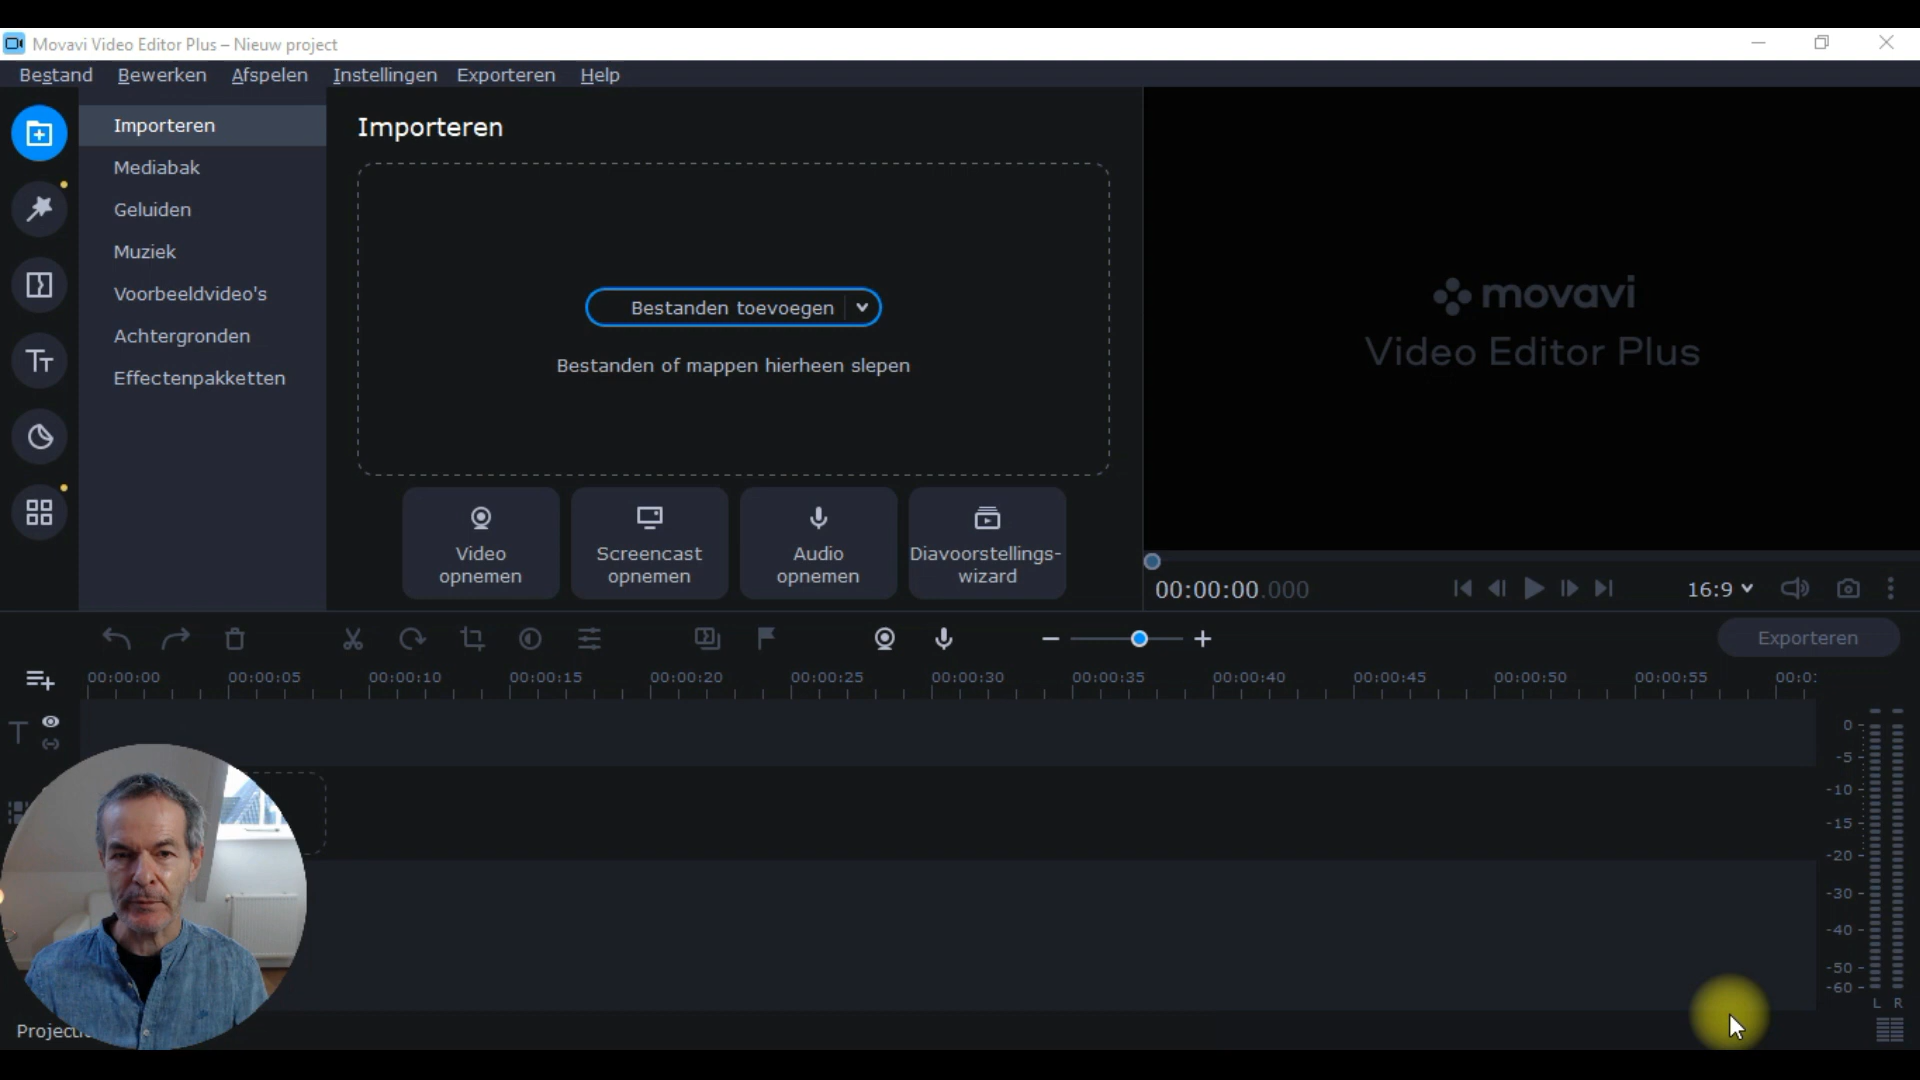 Movavi Video Editor Plus – Nieuw project
Bestand Bewerken Afspelen Instellingen Exporteren Help
Importeren
Mediabak
Geluiden
Muziek
Voorbeeldvideo's
Achtergronden
Effectenpakketten
Importeren
Bestanden toevoegen
Bestanden of mappen hierheen slepen
Video
opnemen
Screencast
opnemen
Audio
opnemen
Diavoorstellings-
wizard
movavi
Video Editor Plus
00:00:00.000
16:9
Exporteren
00:00:00 00:00:05 00:00:10 00:00:15 00:00:20 00:00:25 00:00:30 00:00:35 00:00:40 00:00:45 00:00:50 00:00:55 00:0:
0
-5
-10
-15
-20
-30
-40
-50
-60
L R